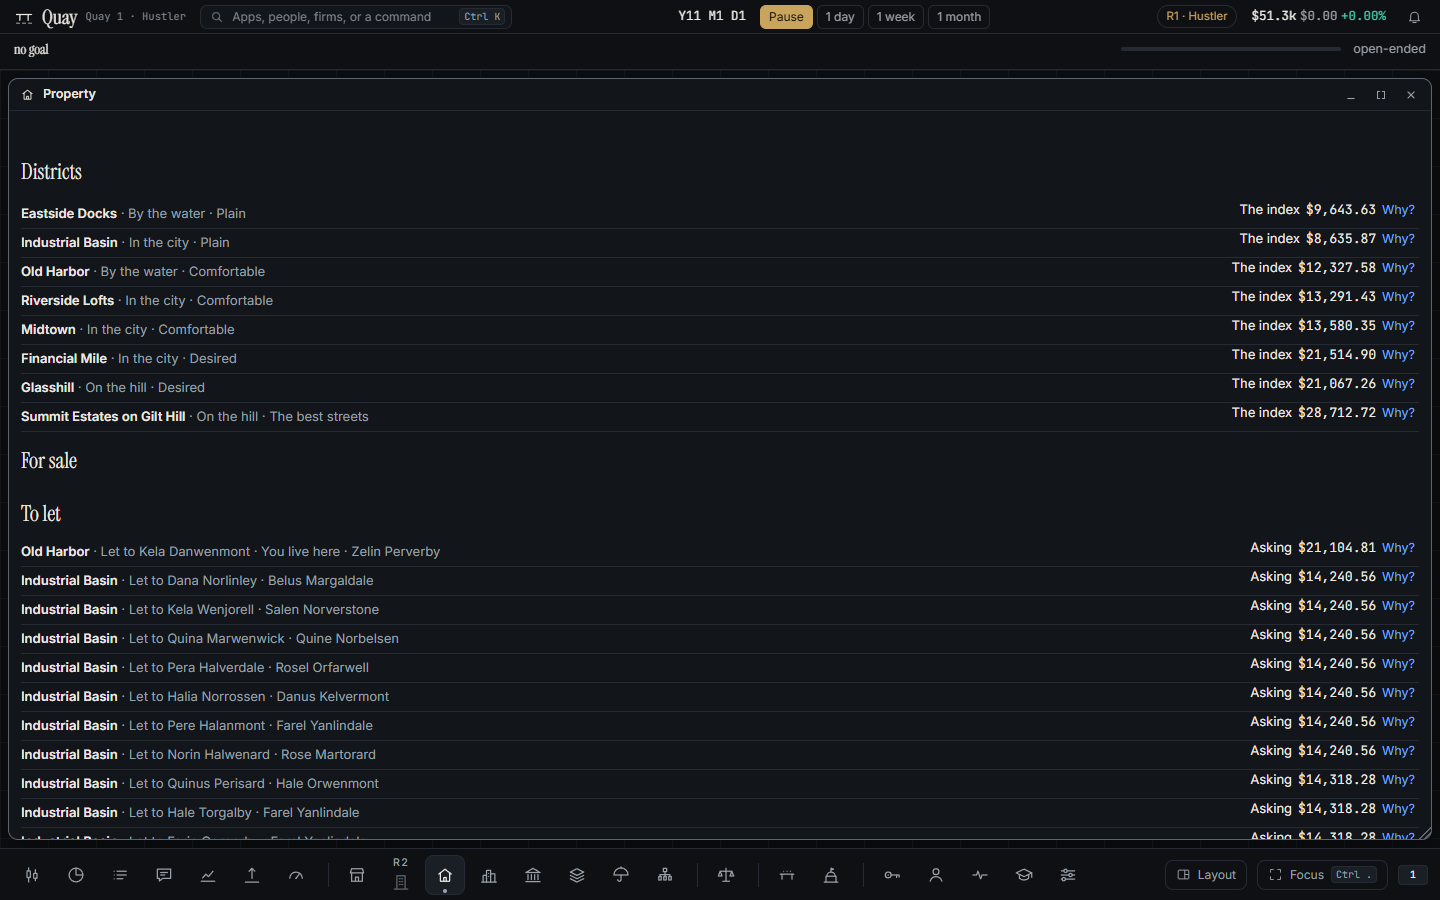 Quay Quay 1 · Hustler Apps, people, firms, or a command Ctrl K Y11 M1 D1 Pause 1 day 1 week 1 month R1 · Hustler $51.3k $0.00 +0.00%
no goal open-ended
Property
Districts
Eastside Docks · By the water · Plain The index $9,643.63 Why?
Industrial Basin · In the city · Plain The index $8,635.87 Why?
Old Harbor · By the water · Comfortable The index $12,327.58 Why?
Riverside Lofts · In the city · Comfortable The index $13,291.43 Why?
Midtown · In the city · Comfortable The index $13,580.35 Why?
Financial Mile · In the city · Desired The index $21,514.90 Why?
Glasshill · On the hill · Desired The index $21,067.26 Why?
Summit Estates on Gilt Hill · On the hill · The best streets The index $28,712.72 Why?
For sale
To let
Old Harbor · Let to Kela Danwenmont · You live here · Zelin Perverby Asking $21,104.81 Why?
Industrial Basin · Let to Dana Norlinley · Belus Margaldale Asking $14,240.56 Why?
Industrial Basin · Let to Kela Wenjorell · Salen Norverstone Asking $14,240.56 Why?
Industrial Basin · Let to Quina Marwenwick · Quine Norbelsen Asking $14,240.56 Why?
Industrial Basin · Let to Pera Halverdale · Rosel Orfarwell Asking $14,240.56 Why?
Industrial Basin · Let to Halia Norrossen · Danus Kelvermont Asking $14,240.56 Why?
Industrial Basin · Let to Pere Halanmont · Farel Yanlindale Asking $14,240.56 Why?
Industrial Basin · Let to Norin Halwenard · Rose Martorard Asking $14,240.56 Why?
Industrial Basin · Let to Quinus Perisard · Hale Orwenmont Asking $14,318.28 Why?
Industrial Basin · Let to Hale Torgalby · Farel Yanlindale Asking $14,318.28 Why?
Industrial Basin · Let to Asking $14,318.28 Why?
R2
Layout Focus Ctrl . 1